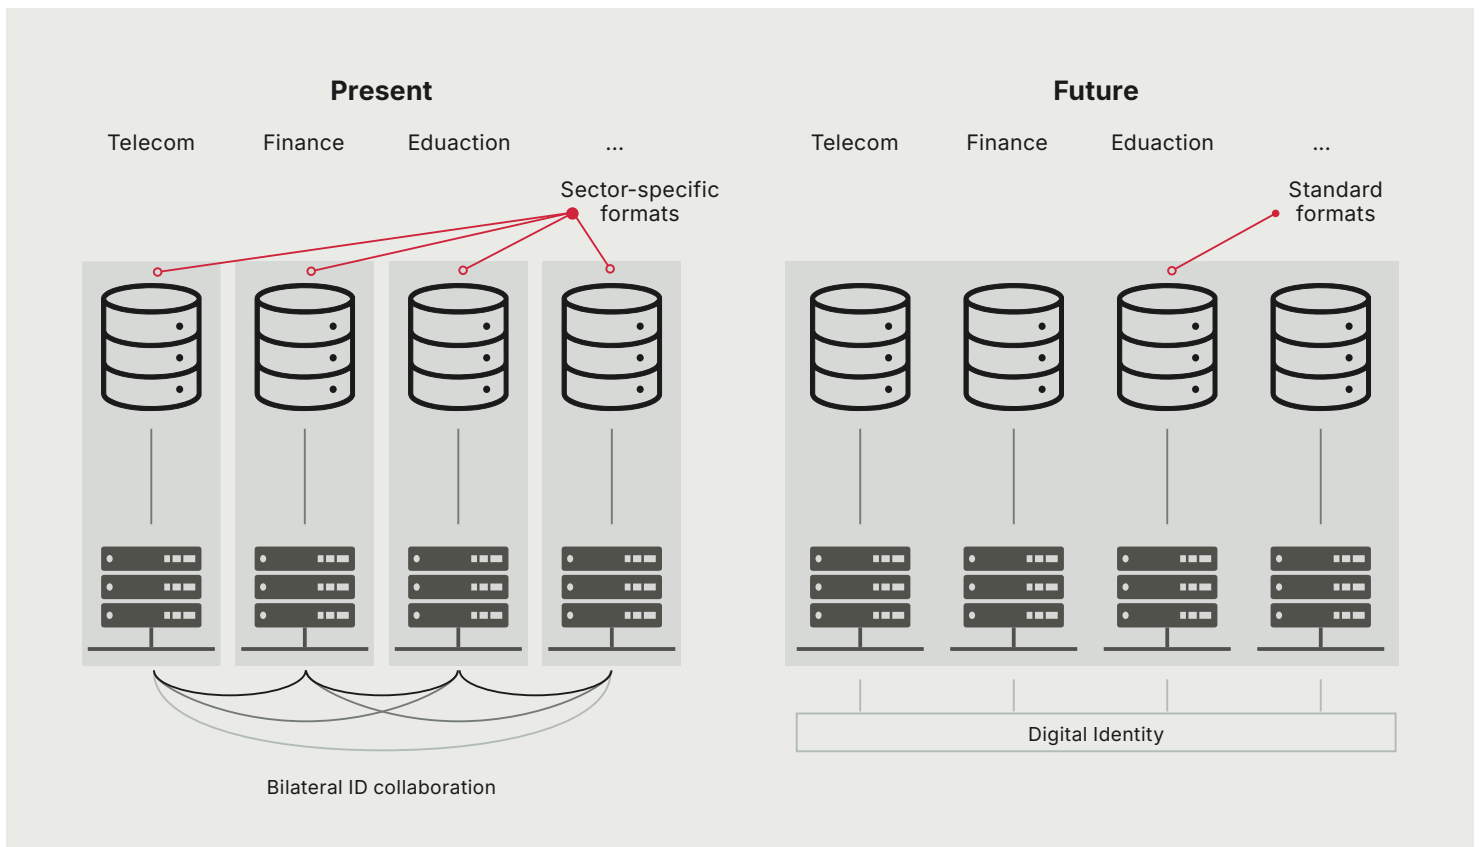 Present
Telecom Finance Eduaction ...
Sector-specific
formats
Bilateral ID collaboration
Future
Telecom Finance Eduaction ...
Standard
formats
Digital Identity